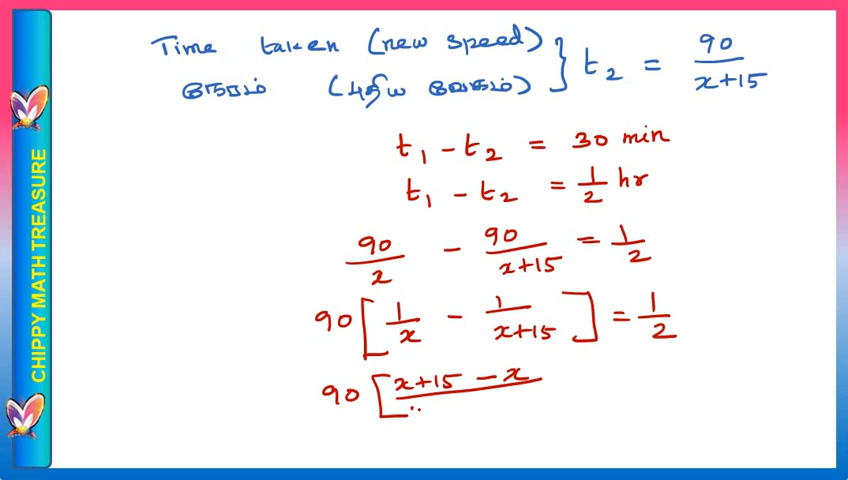 CHIPPY MATH TREASURE
Time taken (new speed) } t₂ = 90/(x+15)
நேரம் (புதிய வேகம்)
t₁ - t₂ = 30 min
t₁ - t₂ = 1/2 hr
90/x - 90/(x+15) = 1/2
90 [ 1/x - 1/(x+15) ] = 1/2
90 [ x+15 - x